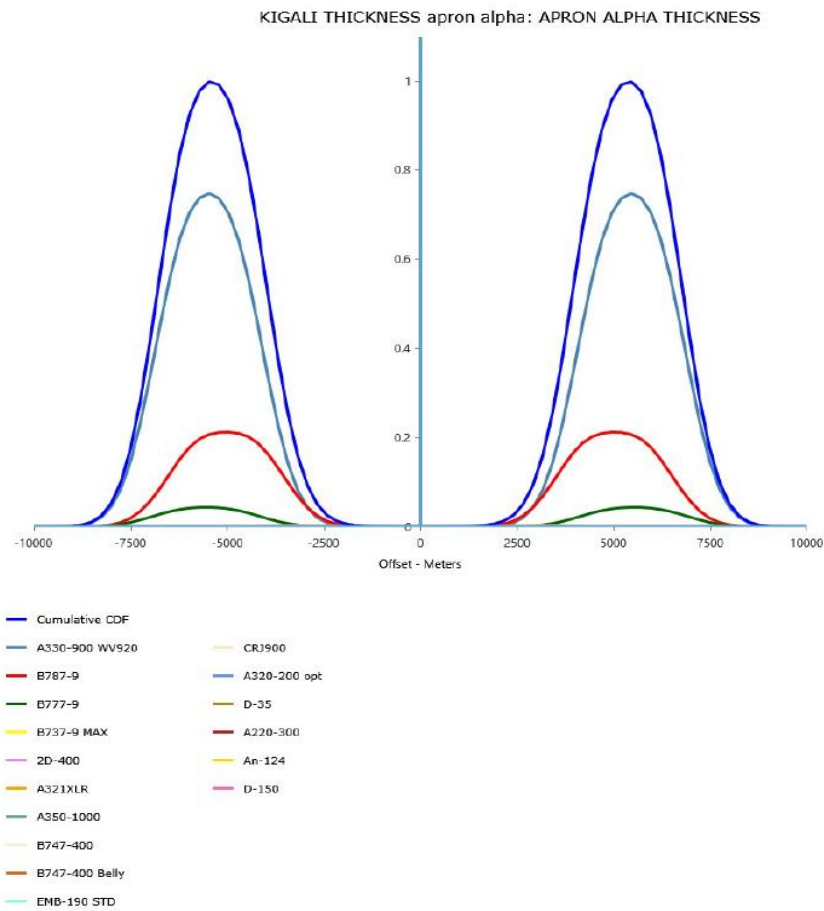 KIGALI THICKNESS apron alpha: APRON ALPHA THICKNESS
1
0.8
0.6
0.4
0.2
0
-10000 -7500 -5000 -2500 0 2500 5000 7500 10000
Offset - Meters
Cumulative CDF
A330-900 WV920
B787-9
B777-9
B737-9 MAX
2D-400
A321XLR
A350-1000
B747-400
B747-400 Belly
EMB-190 STD
CRJ900
A320-200 opt
D-35
A220-300
An-124
D-150